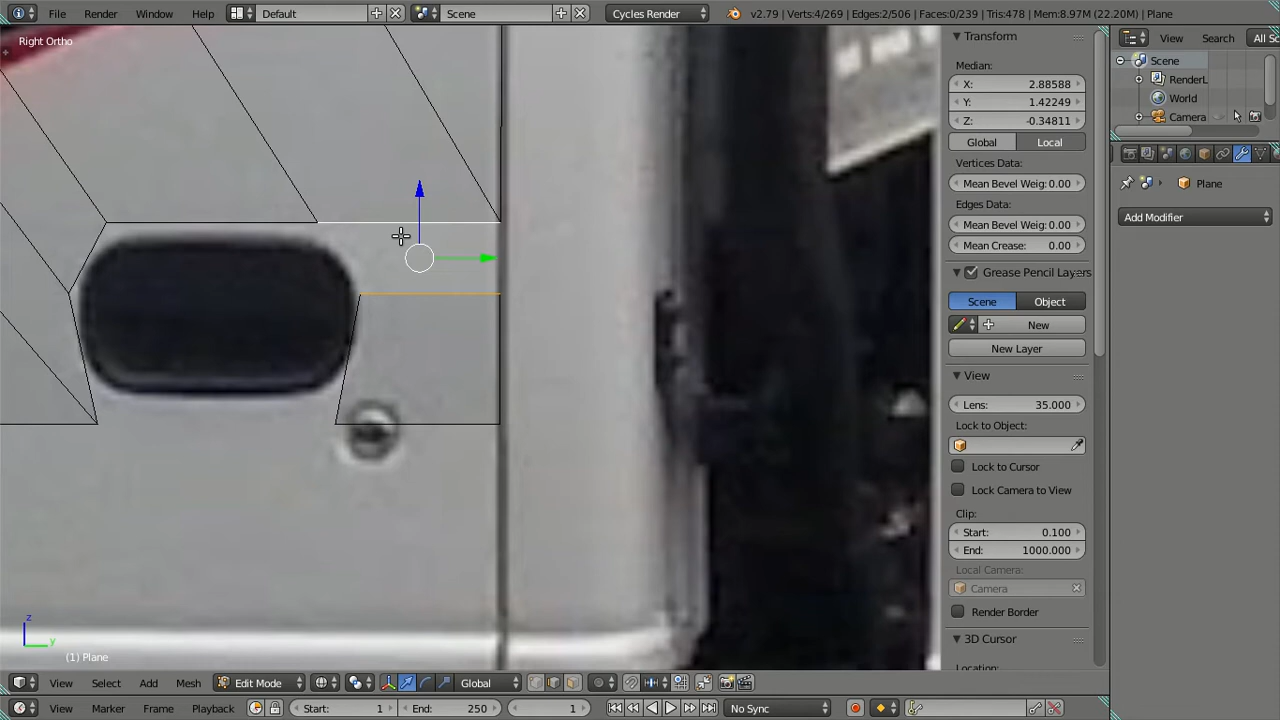 File Render Window Help Default Scene Cycles Render v2.79 | Verts:4/269 | Edges:2/506 | Faces:0/239 | Tris:478 | Mem:8.97M (22.20M) | Plane
Right Ortho
Transform
Median:
X: 2.88588
Y: 1.42249
Z: -0.34811
Global Local
Vertices Data:
Mean Bevel Weig: 0.00
Edges Data:
Mean Bevel Weig: 0.00
Mean Crease: 0.00
Grease Pencil Layers
Scene Object
New
New Layer
View
Lens: 35.000
Lock to Object:
Lock to Cursor
Lock Camera to View
Clip:
Start: 0.100
End: 1000.000
Local Camera:
Camera
Render Border
3D Cursor
Location:
View Search All Sc
Scene
RenderL
World
Camera
Plane
Add Modifier
z
y
(1) Plane
View Select Add Mesh Edit Mode Global
View Marker Frame Playback Start: 1 End: 250 1 No Sync